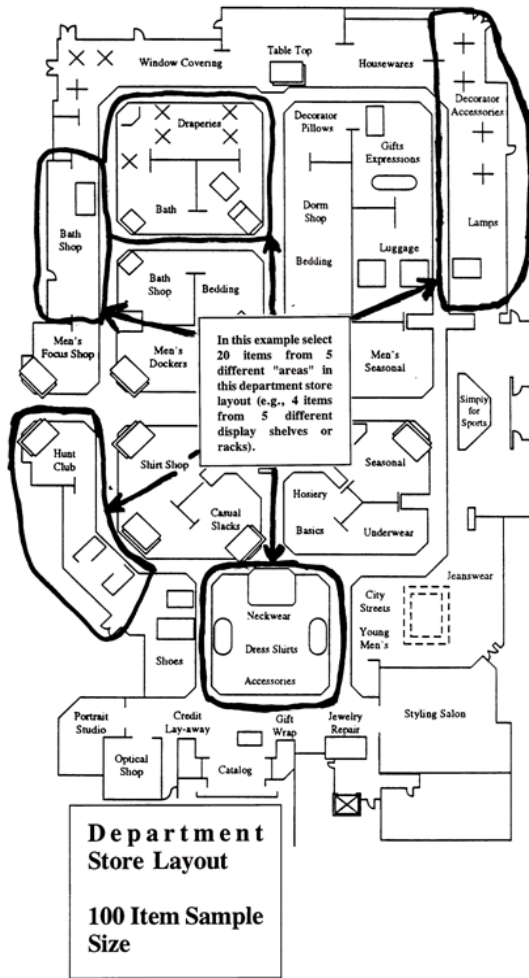 Window Covering
Table Top
Housewares
Decorator
Accessories
Draperies
Decorator
Pillows
Gifts
Expressions
Bath
Dorm
Shop
Lamps
Bath
Shop
Bath
Shop
Bedding
Bedding
Luggage
Men's
Focus Shop
Men's
Dockers
In this example select
20 items from 5
different "areas" in
this department store
layout (e.g., 4 items
from 5 different
display shelves or
racks).
Men's
Seasonal
Simply
for
Sports
Hunt
Club
Shirt Shop
Seasonal
Casual
Slacks
Hosiery
Basics
Underwear
Jeanswear
City
Streets
Young
Men's
Neckwear
Dress Shirts
Accessories
Shoes
Portrait
Studio
Credit
Lay-away
Gift
Wrap
Jewelry
Repair
Styling Salon
Optical
Shop
Catalog
Department
Store Layout
100 Item Sample
Size